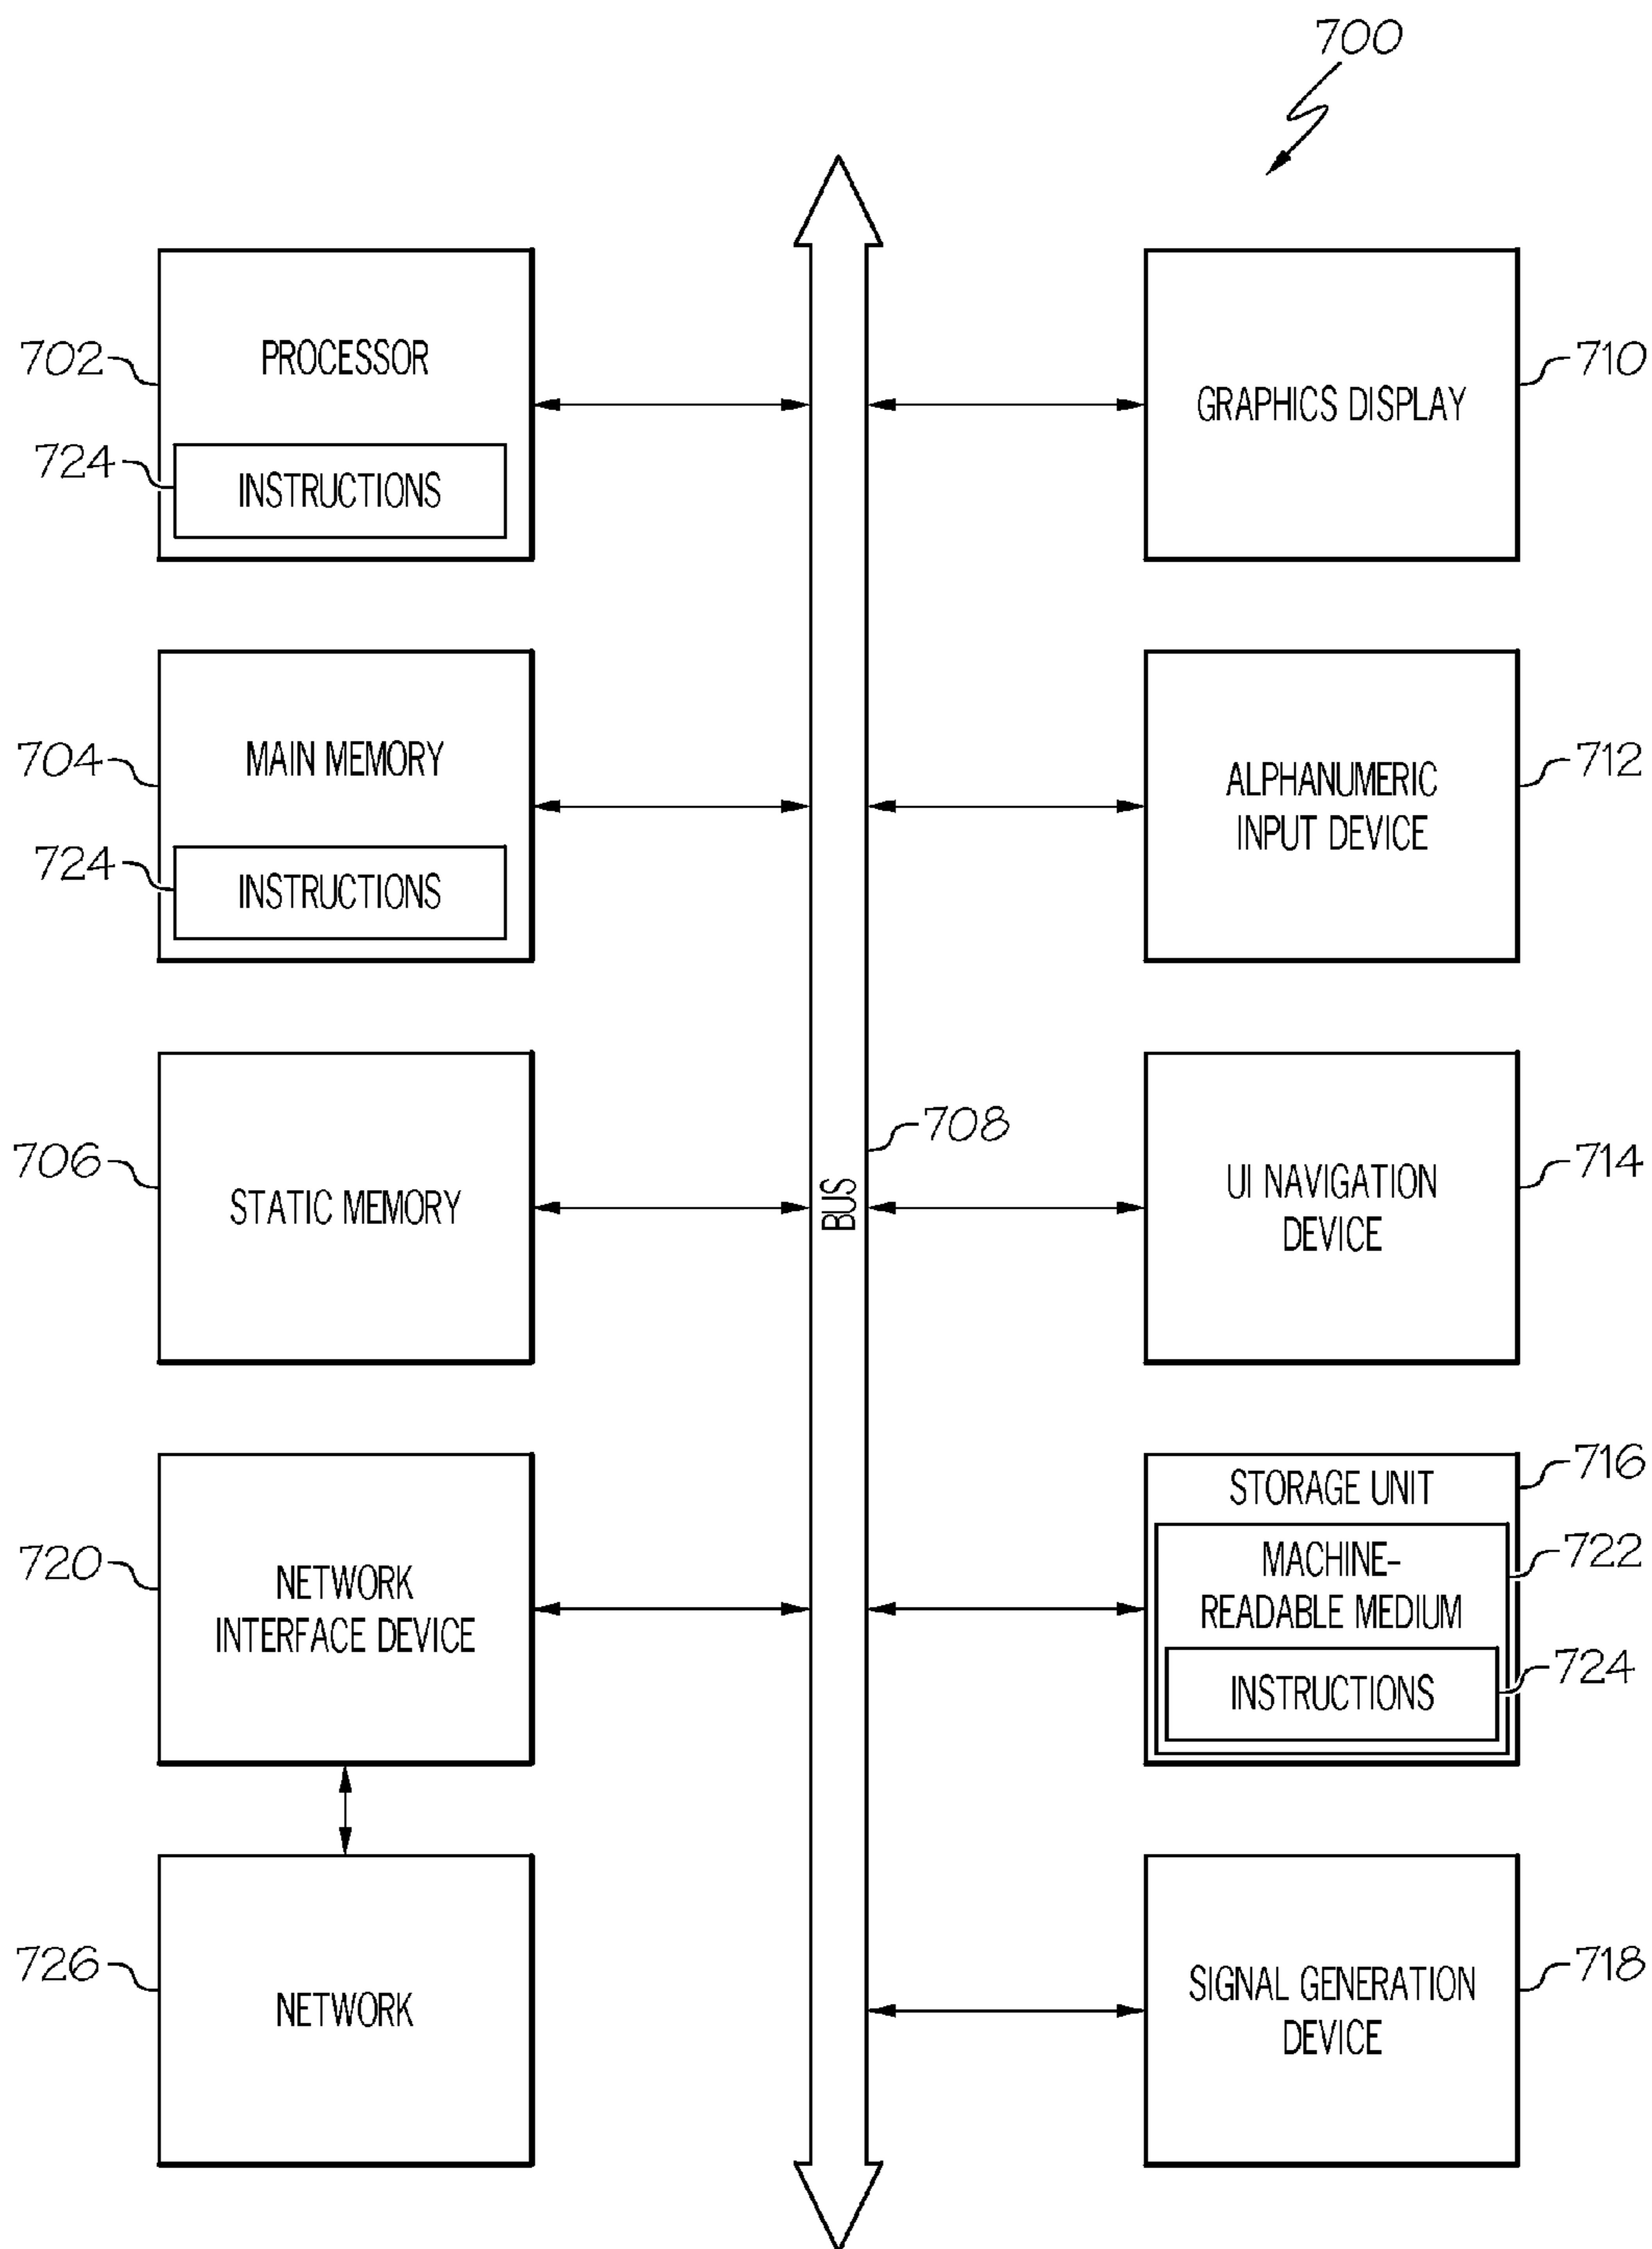 700
702
PROCESSOR
724
INSTRUCTIONS
710
GRAPHICS DISPLAY
704
MAIN MEMORY
724
INSTRUCTIONS
712
ALPHANUMERIC
INPUT DEVICE
706
STATIC MEMORY
708
BUS
714
UI NAVIGATION
DEVICE
720
NETWORK
INTERFACE DEVICE
716
STORAGE UNIT
722
MACHINE-
READABLE MEDIUM
724
INSTRUCTIONS
726
NETWORK
718
SIGNAL GENERATION
DEVICE